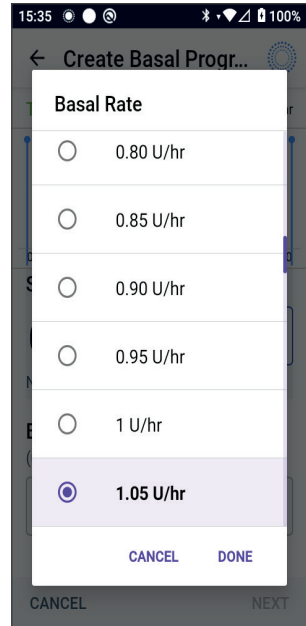 15:35
100%
Create Basal Progr...
Basal Rate
0.80 U/hr
0.85 U/hr
0.90 U/hr
0.95 U/hr
1 U/hr
1.05 U/hr
CANCEL
DONE
CANCEL
NEXT